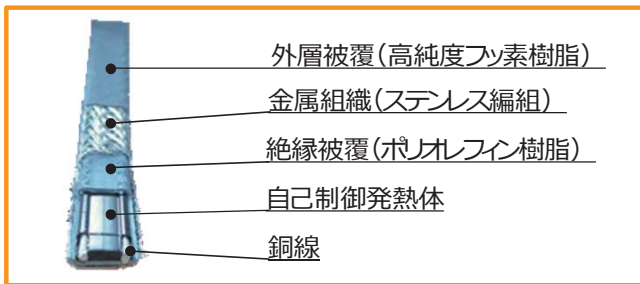 外層被覆(高純度フッ素樹脂)
金属組織(ステンレス編組)
絶縁被覆(ポリオレフィン樹脂)
自己制御発熱体
銅線